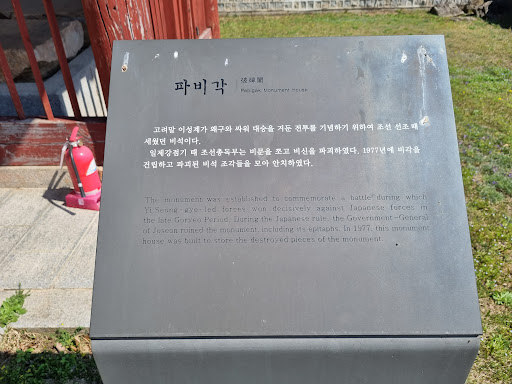 파비각
破碑閣
Pabigak Monument House
고려말 이성계가 왜구와 싸워 대승을 거둔 전투를 기념하기 위하여 조선 선조 때
세웠던 비석이다.
일제강점기 때 조선총독부는 비문을 쪼고 비신을 파괴하였다. 1977년에 비각을
건립하고 파괴된 비석 조각들을 모아 안치하였다.
The monument was established to commemorate a battle during which
Yi Seong-gye-led forces won decisively against Japanese forces in
the late Goryeo Period. During the Japanese rule, the Government-General
of Joseon ruined the monument, including its epitaphs. In 1977, this monument
house was built to store the destroyed pieces of the monument.